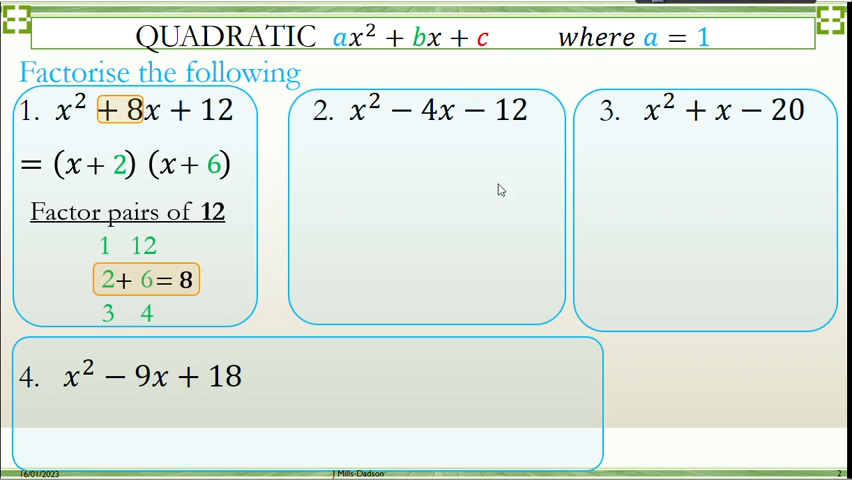 QUADRATIC ax² + bx + c where a = 1
Factorise the following
1. x² + 8x + 12
= (x + 2) (x + 6)
Factor pairs of 12
1 12
2 + 6 = 8
3 4
2. x² − 4x − 12
3. x² + x − 20
4. x² − 9x + 18
16/01/2023
J Mills-Dadson
2